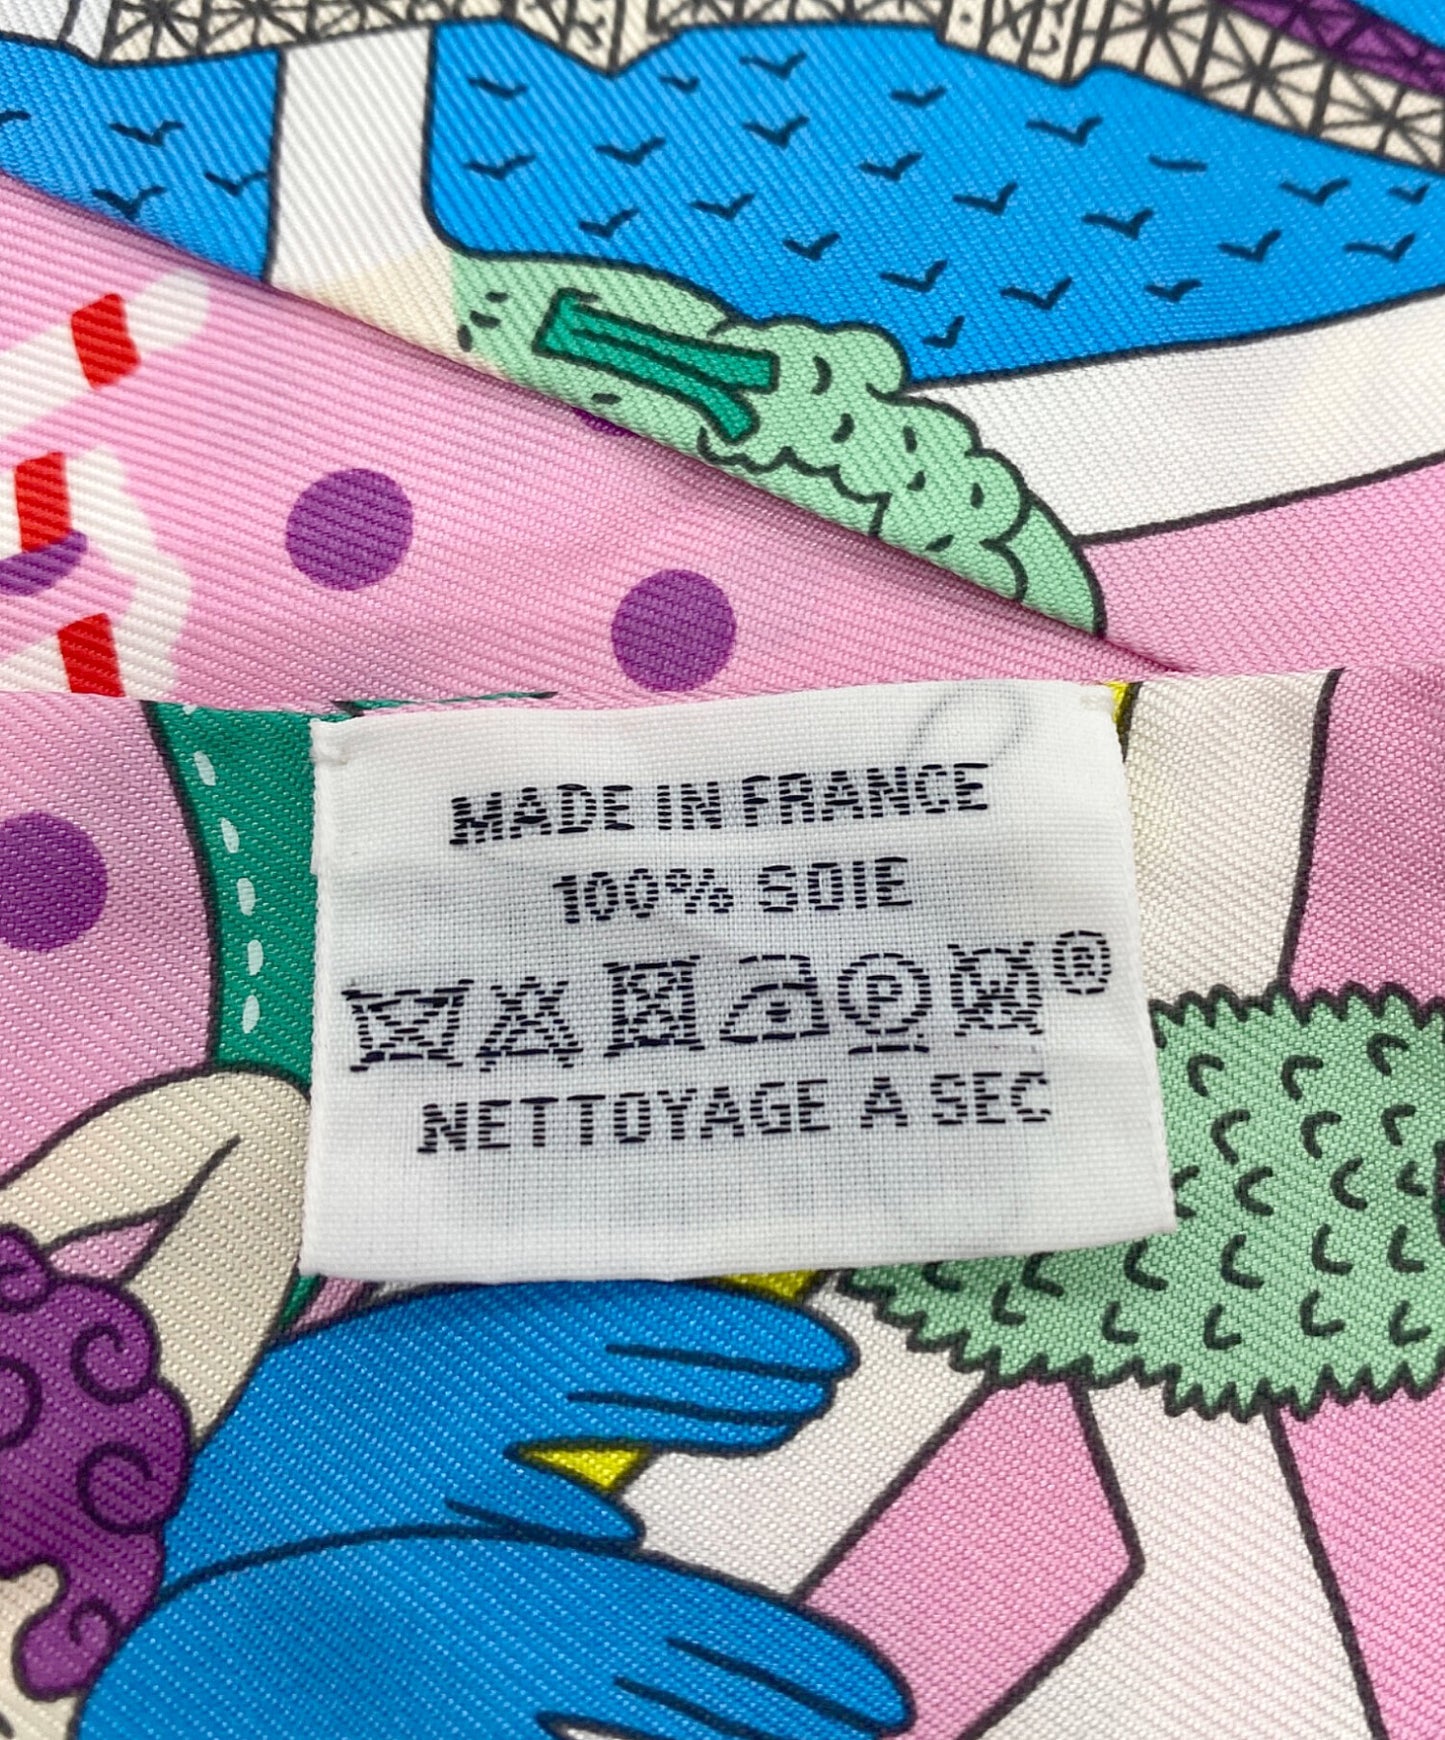 MADE IN FRANCE
100% SOIE
P ®
NETTOYAGE A SEC